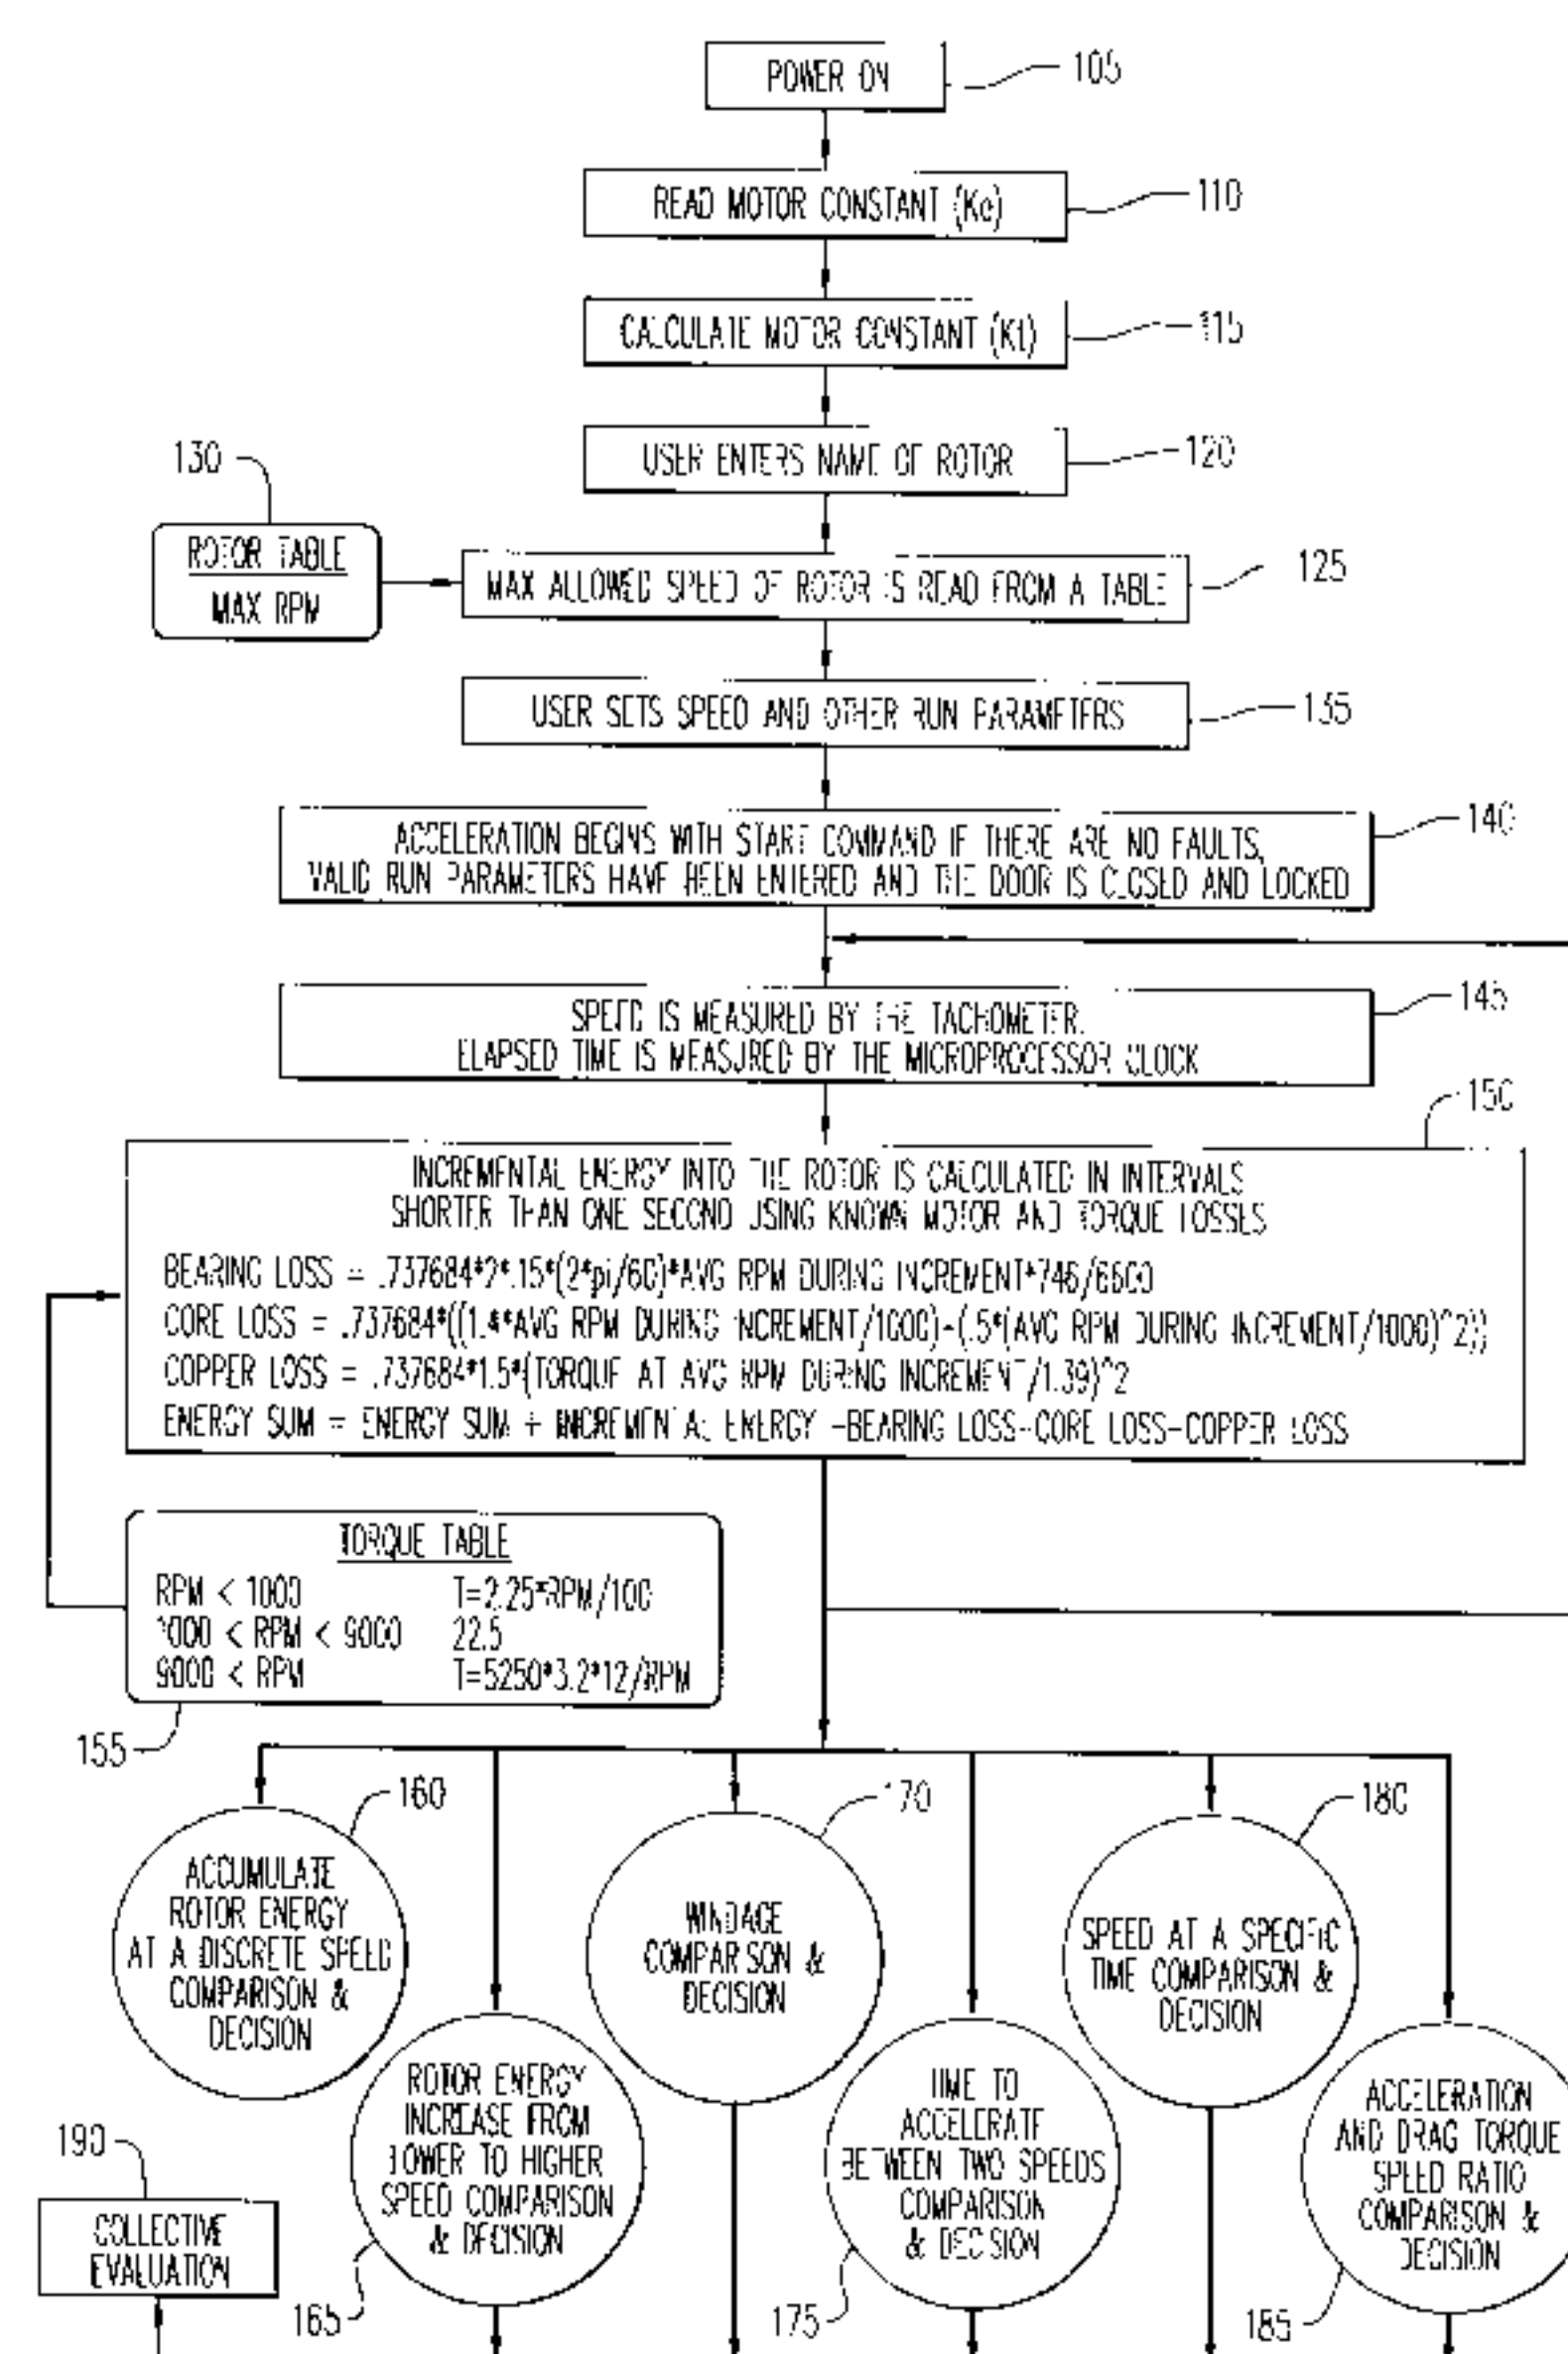 POWER ON
105
READ MOTOR CONSTANT (Ke)
110
CALCULATE MOTOR CONSTANT (Kt)
115
USER ENTERS NAME OF ROTOR
120
130
ROTOR TABLE
MAX RPM
MAX ALLOWED SPEED OF ROTOR IS READ FROM A TABLE
125
USER SETS SPEED AND OTHER RUN PARAMETERS
135
ACCELERATION BEGINS WITH START COMMAND IF THERE ARE NO FAULTS,
VALID RUN PARAMETERS HAVE BEEN ENTERED AND THE DOOR IS CLOSED AND LOCKED
140
SPEED IS MEASURED BY THE TACHOMETER.
ELAPSED TIME IS MEASURED BY THE MICROPROCESSOR CLOCK
145
150
INCREMENTAL ENERGY INTO THE ROTOR IS CALCULATED IN INTERVALS
SHORTER THAN ONE SECOND USING KNOWN MOTOR AND TORQUE LOSSES
BEARING LOSS = .737684*2*.15*(2*pi/60)*AVG RPM DURING INCREMENT*746/6600
CORE LOSS = .737684*((1.4*AVG RPM DURING INCREMENT/1000)-(.5*(AVG RPM DURING INCREMENT/1000)^2))
COPPER LOSS = .737684*1.5*(TORQUE AT AVG RPM DURING INCREMENT/1.39)^2
ENERGY SUM = ENERGY SUM + INCREMENTAL ENERGY -BEARING LOSS-CORE LOSS-COPPER LOSS
TORQUE TABLE
RPM < 1000 T=2.25*RPM/100
1000 < RPM < 9000 22.5
9000 < RPM T=5250*3.2*12/RPM
155
160
ACCUMULATE
ROTOR ENERGY
AT A DISCRETE SPEED
COMPARISON &
DECISION
165
ROTOR ENERGY
INCREASE FROM
LOWER TO HIGHER
SPEED COMPARISON
& DECISION
170
WINDAGE
COMPARISON &
DECISION
175
TIME TO
ACCELERATE
BETWEEN TWO SPEEDS
COMPARISON
& DECISION
180
SPEED AT A SPECIFIC
TIME COMPARISON &
DECISION
185
ACCELERATION
AND DRAG TORQUE
SPEED RATIO
COMPARISON &
DECISION
190
COLLECTIVE
EVALUATION